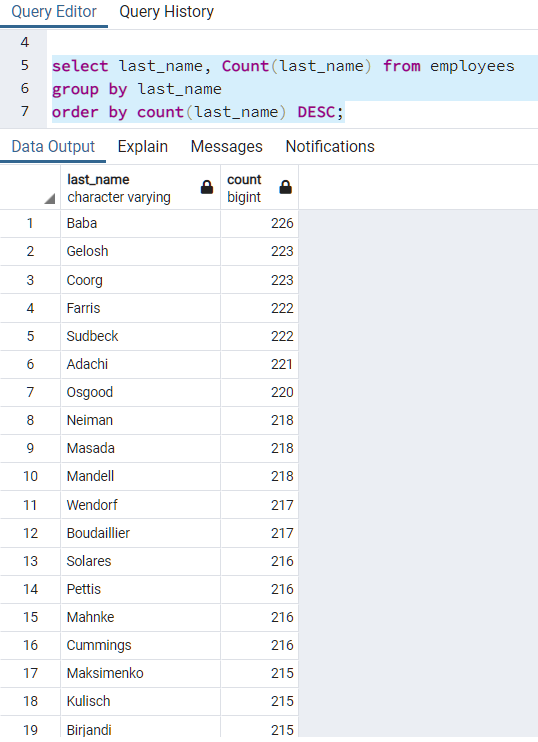 Query Editor Query History
4
5 select last_name, Count(last_name) from employees
6 group by last_name
7 order by count(last_name) DESC;
Data Output Explain Messages Notifications
last_name count
character varying bigint
1 Baba 226
2 Gelosh 223
3 Coorg 223
4 Farris 222
5 Sudbeck 222
6 Adachi 221
7 Osgood 220
8 Neiman 218
9 Masada 218
10 Mandell 218
11 Wendorf 217
12 Boudaillier 217
13 Solares 216
14 Pettis 216
15 Mahnke 216
16 Cummings 216
17 Maksimenko 215
18 Kulisch 215
19 Birjandi 215